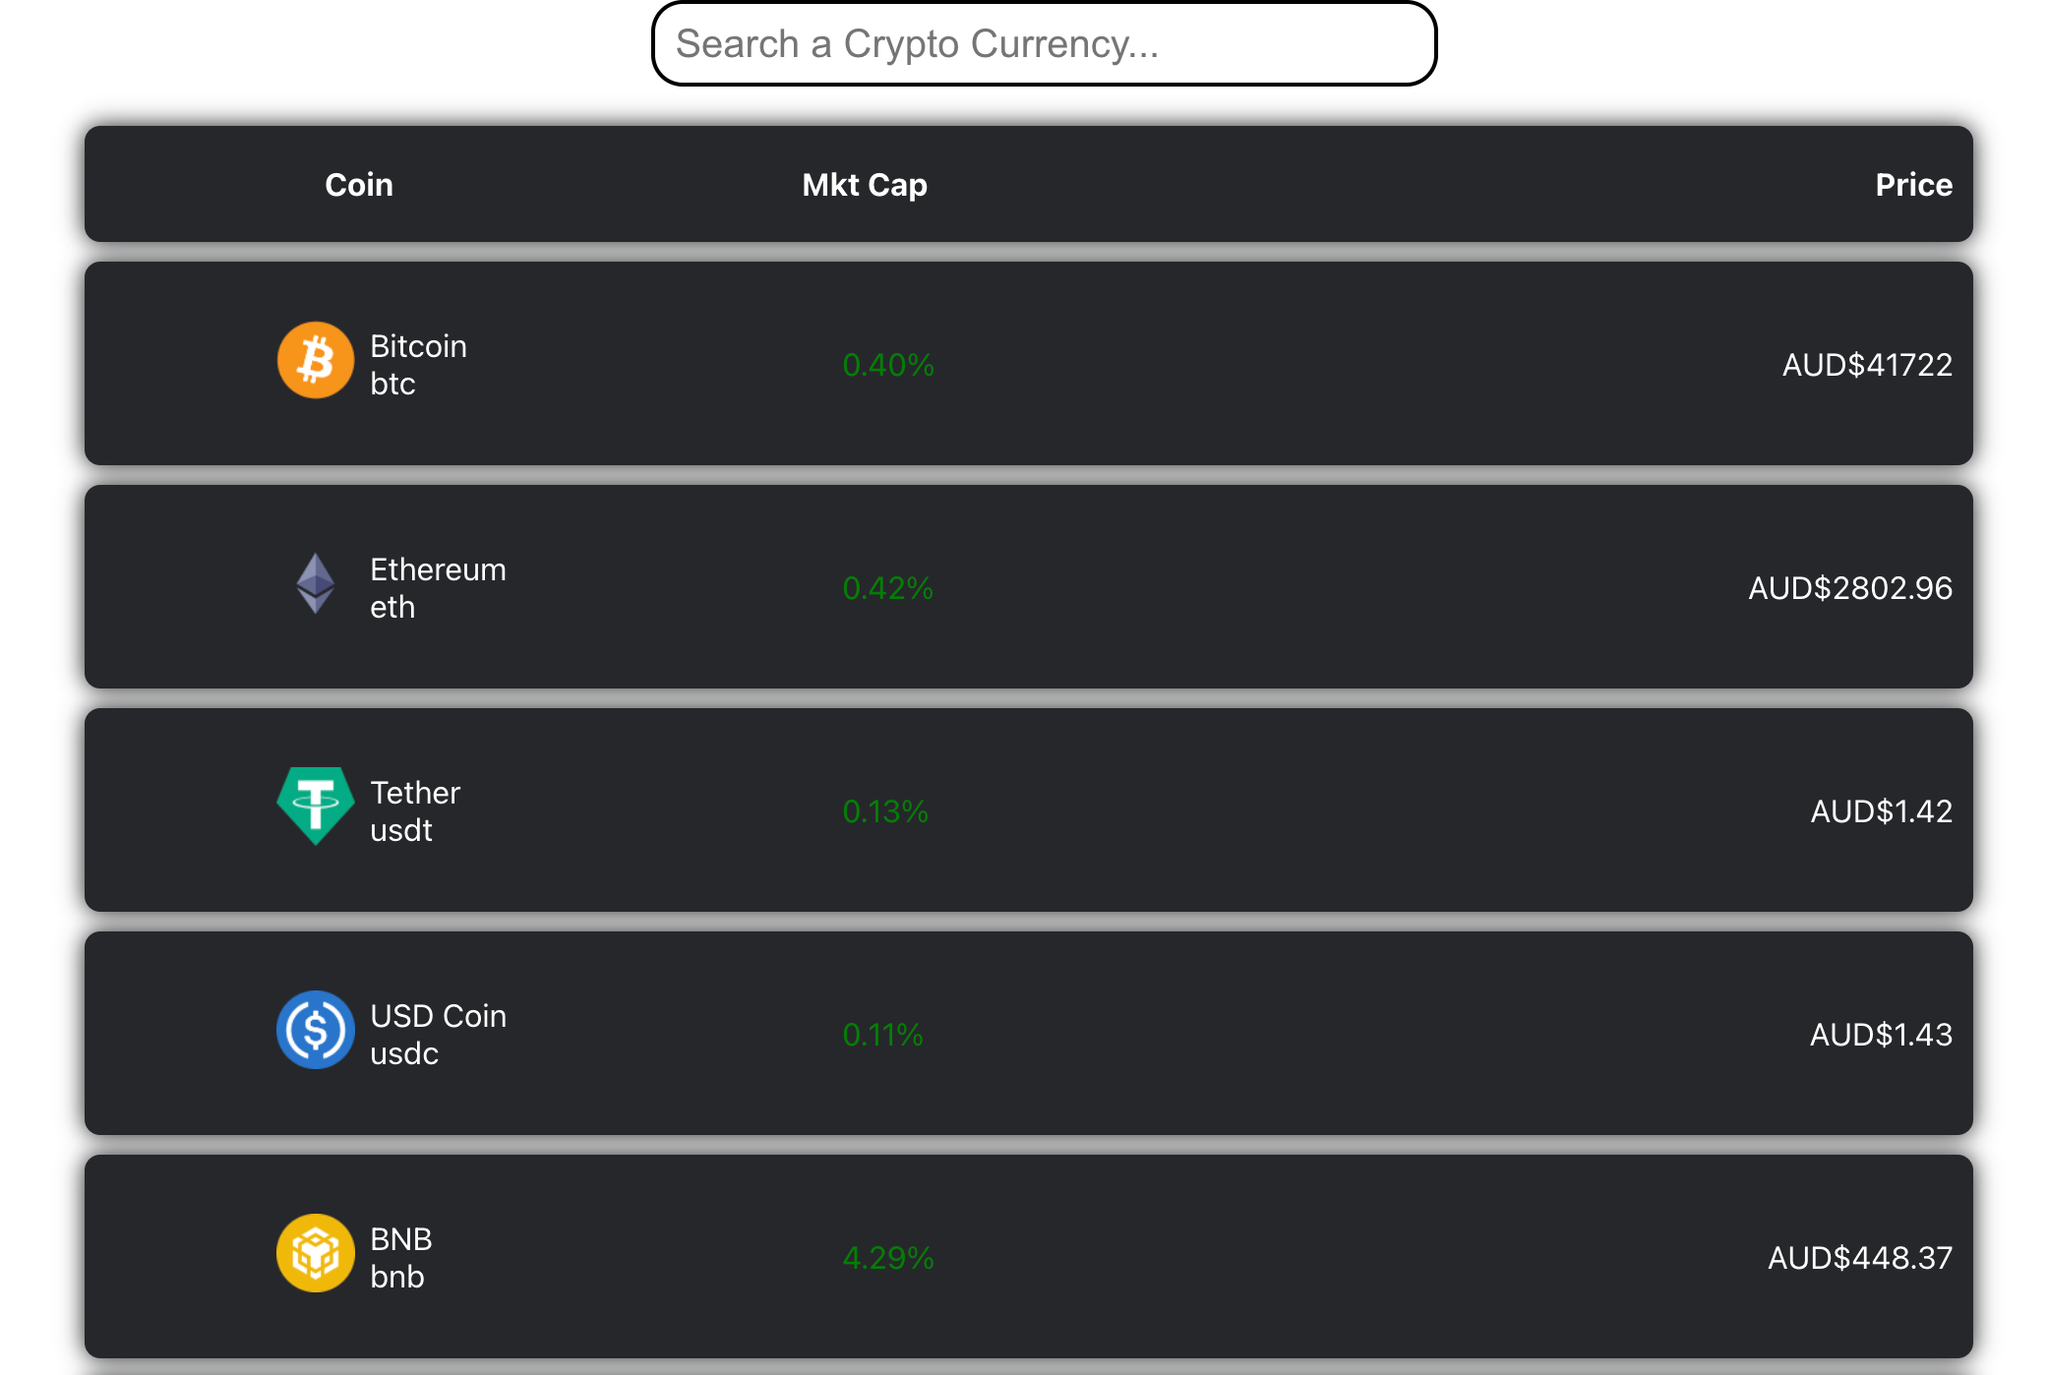 Search a Crypto Currency...
Coin Mkt Cap Price
Bitcoin
btc
0.40%
AUD$41722
Ethereum
eth
0.42%
AUD$2802.96
Tether
usdt
0.13%
AUD$1.42
USD Coin
usdc
0.11%
AUD$1.43
BNB
bnb
4.29%
AUD$448.37